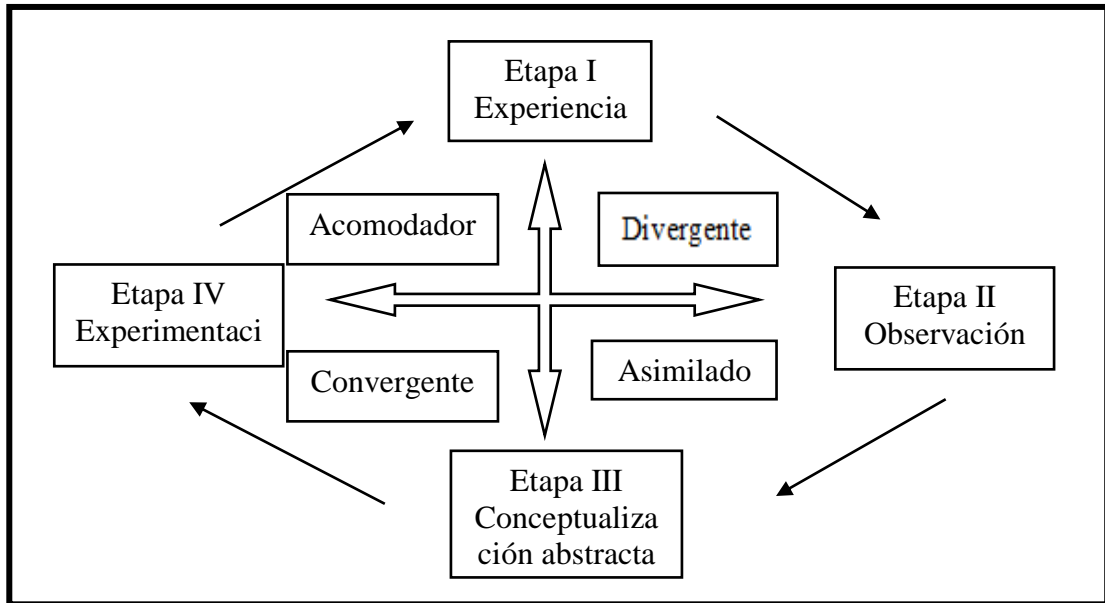 Etapa I
Experiencia
Acomodador
Divergente
Etapa IV
Experimentaci
Etapa II
Observación
Convergente
Asimilado
Etapa III
Conceptualiza
ción abstracta